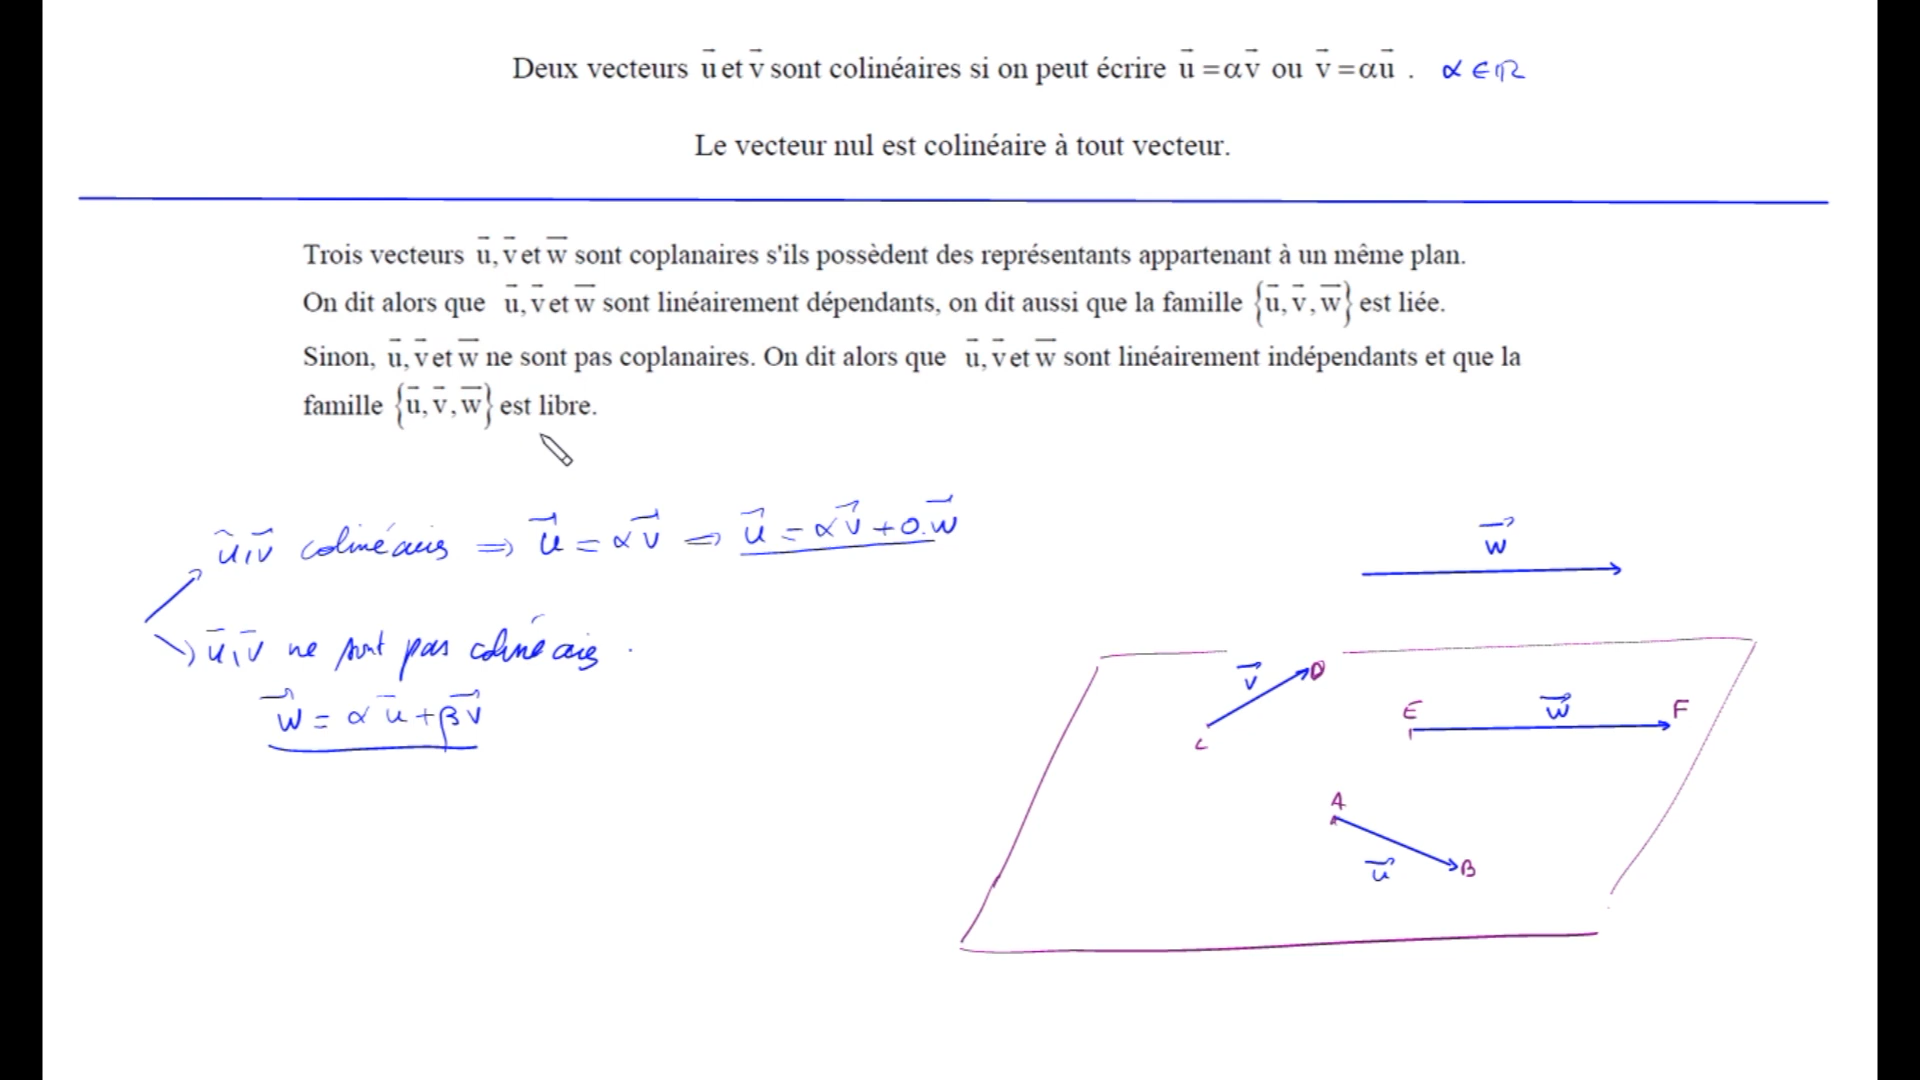 Deux vecteurs u⃗ et v⃗ sont colinéaires si on peut écrire u⃗ = αv⃗ ou v⃗ = αu⃗ . α ∈ ℝ
Le vecteur nul est colinéaire à tout vecteur.
Trois vecteurs u⃗, v⃗ et w⃗ sont coplanaires s'ils possèdent des représentants appartenant à un même plan.
On dit alors que u⃗, v⃗ et w⃗ sont linéairement dépendants, on dit aussi que la famille {u⃗, v⃗, w⃗} est liée.
Sinon, u⃗, v⃗ et w⃗ ne sont pas coplanaires. On dit alors que u⃗, v⃗ et w⃗ sont linéairement indépendants et que la
famille {u⃗, v⃗, w⃗} est libre.
u⃗, v⃗ colinéaires ⇒ u⃗ = αv⃗ ⇒ u⃗ = αv⃗ + 0.w⃗
w⃗
u⃗, v⃗ ne sont pas colinéaires.
w⃗ = αu⃗ + βv⃗
v⃗ D
C
E w⃗ F
A
u⃗ B